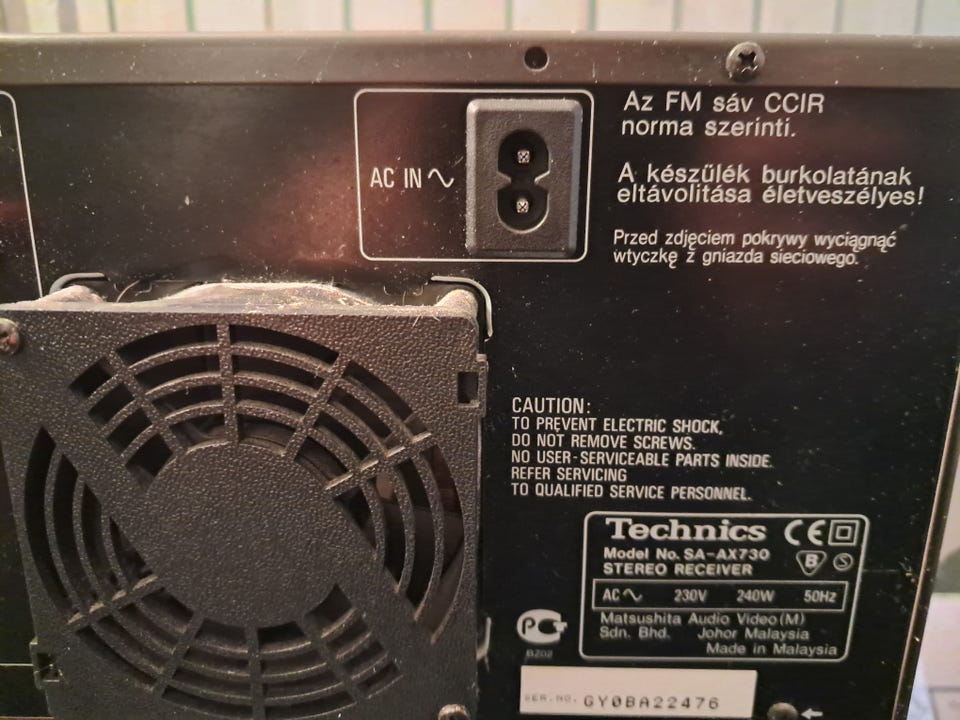 AC IN
Az FM sáv CCIR
norma szerinti.
A készülék burkolatának
eltávolitása életveszélyes!
Przed zdjęciem pokrywy wyciągnąć
wtyczkę z gniazda sieciowego.
CAUTION:
TO PREVENT ELECTRIC SHOCK,
DO NOT REMOVE SCREWS.
NO USER-SERVICEABLE PARTS INSIDE.
REFER SERVICING
TO QUALIFIED SERVICE PERSONNEL.
Technics CE
Model No. SA-AX730
STEREO RECEIVER
B S
AC 230V 240W 50Hz
Matsushita Audio Video (M)
Sdn. Bhd. Johor Malaysia
Made in Malaysia
BZ02
SER.NO. GY0BA22476